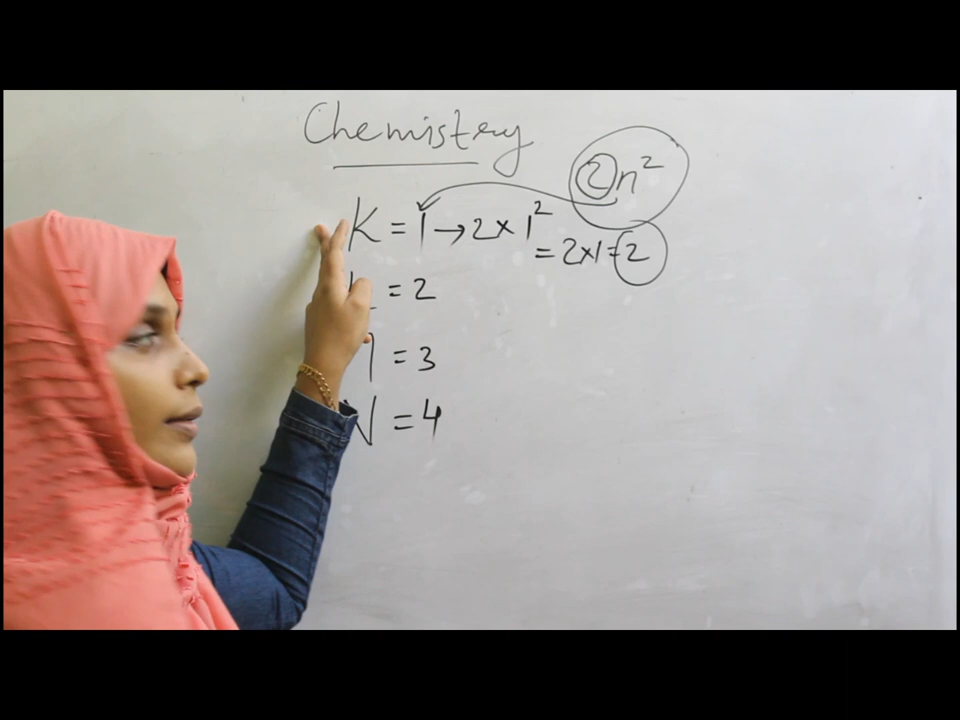 Chemistry
2n²
K = 1 → 2×1²
= 2×1 = 2
= 2
= 3
N = 4